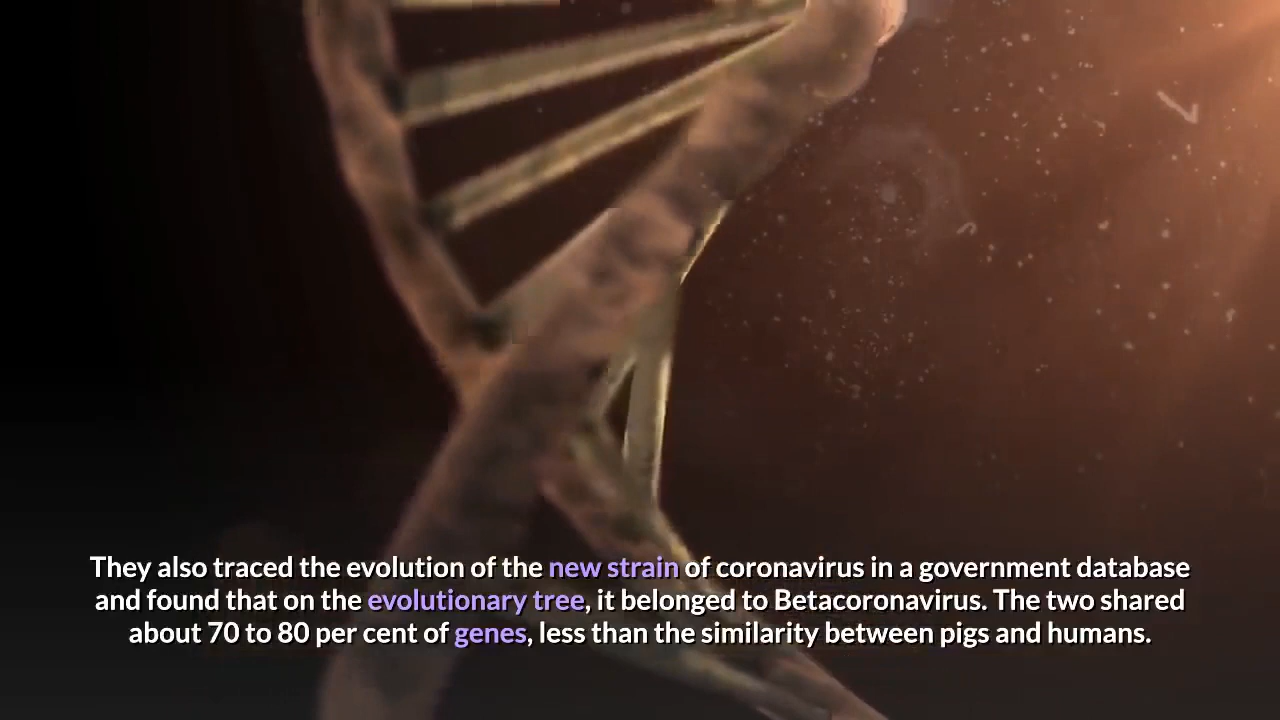 They also traced the evolution of the new strain of coronavirus in a government database
and found that on the evolutionary tree, it belonged to Betacoronavirus. The two shared
about 70 to 80 per cent of genes, less than the similarity between pigs and humans.